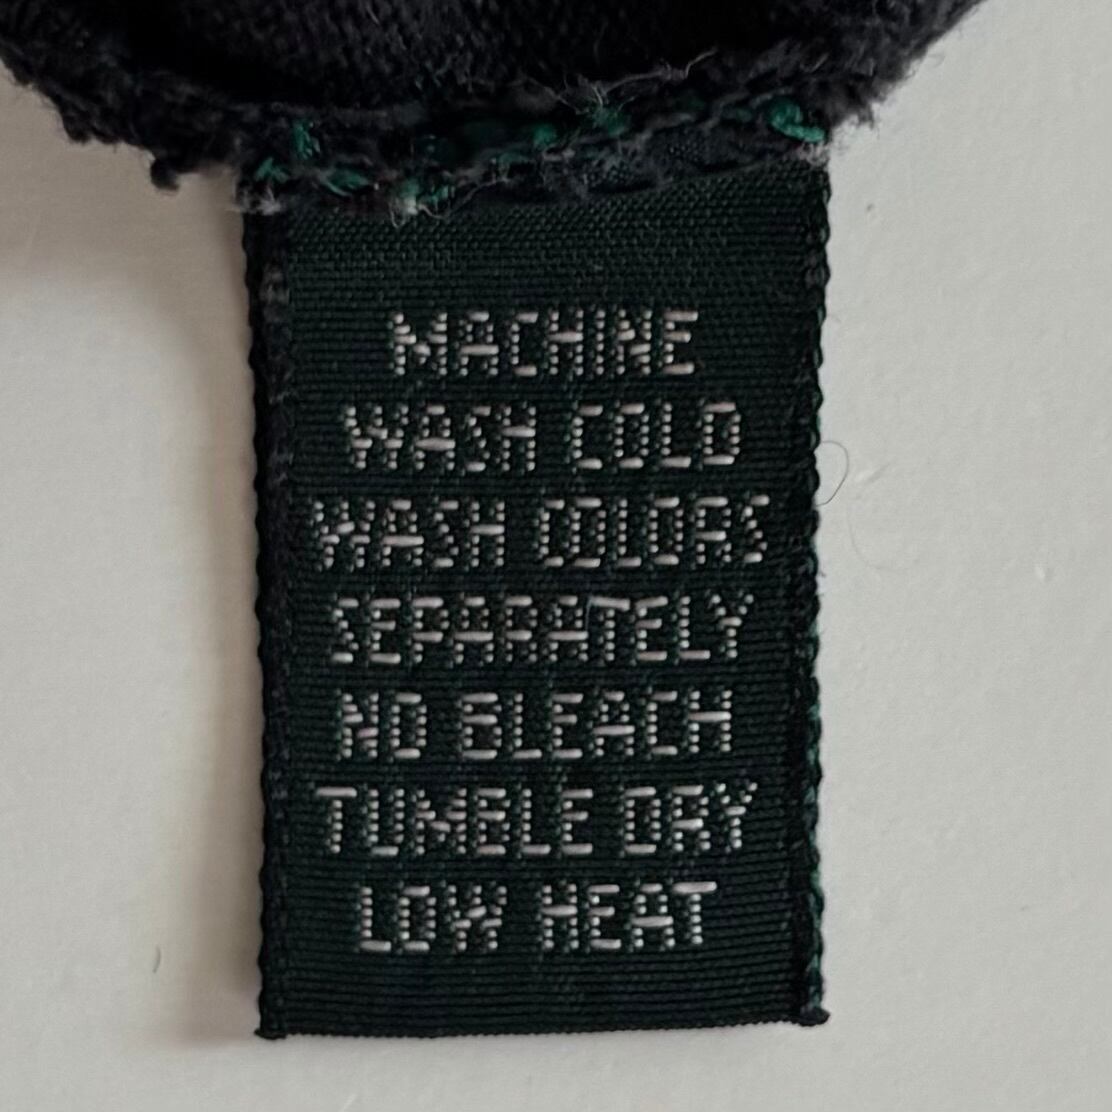 MACHINE
WASH COLD
WASH COLORS
SEPARATELY
NO BLEACH
TUMBLE DRY
LOW HEAT